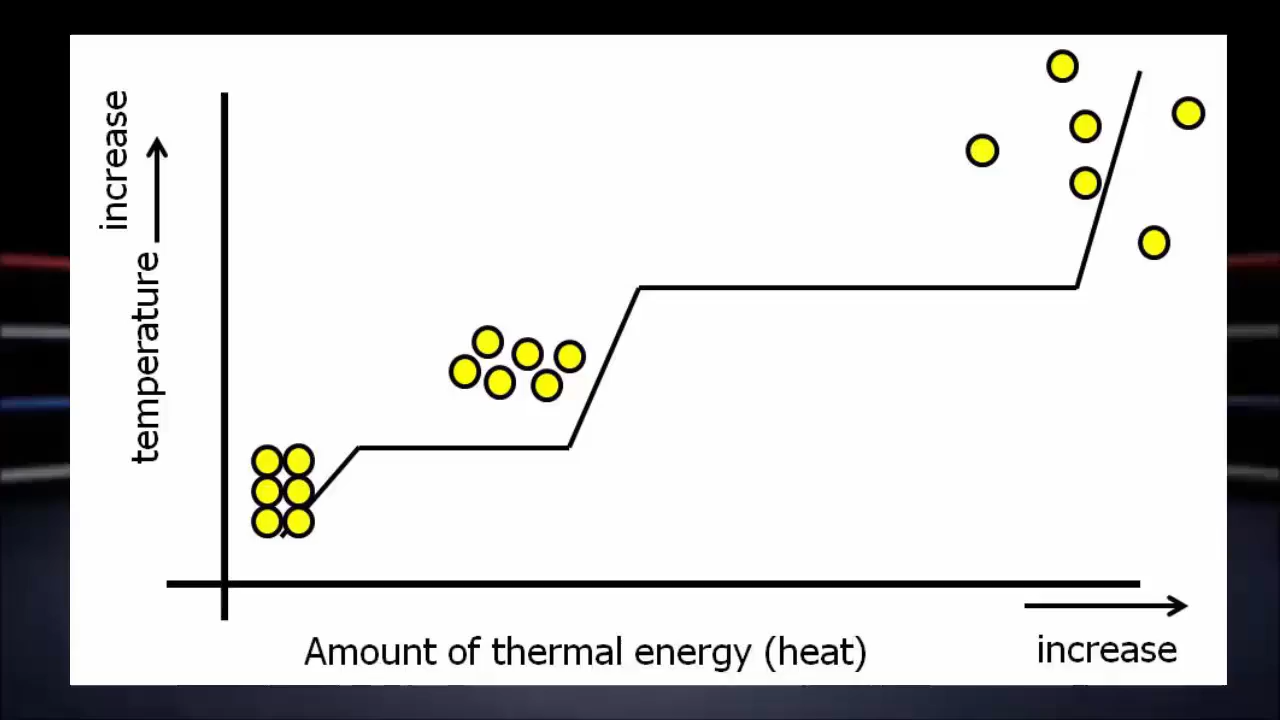 increase
temperature
Amount of thermal energy (heat)
increase